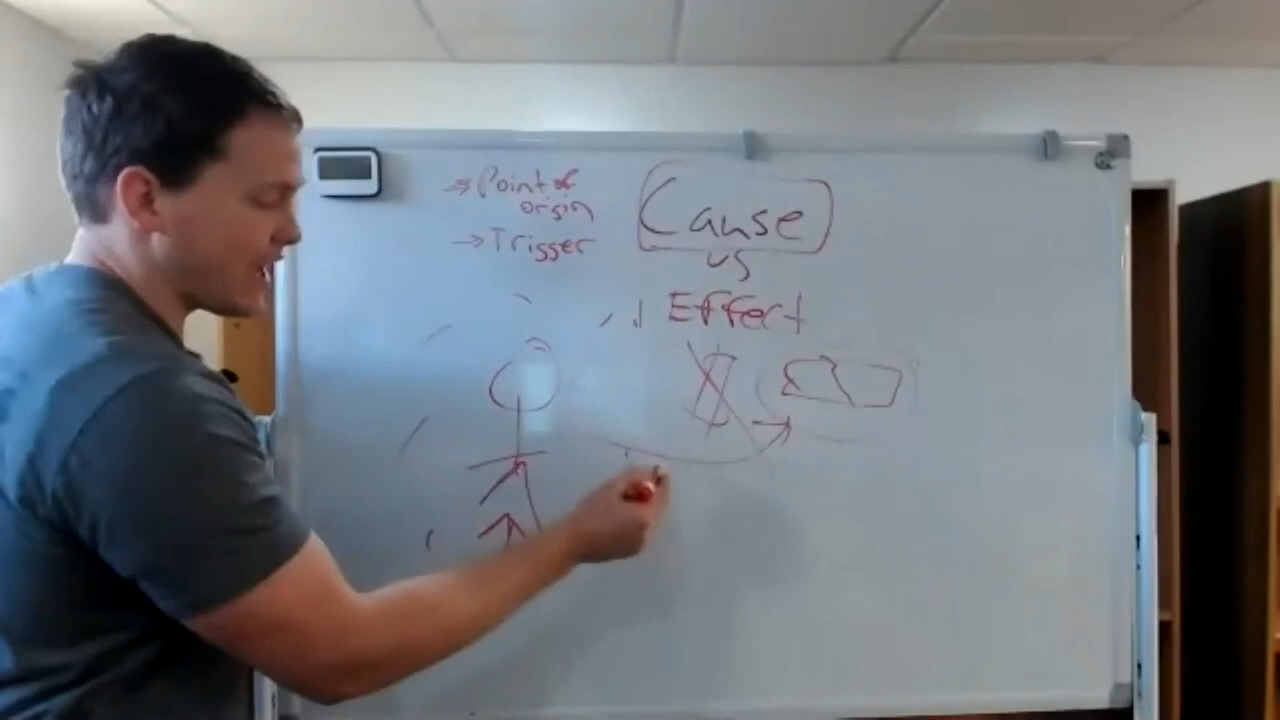 → Point of
origin
→ Trigger
Cause
vs
Effect